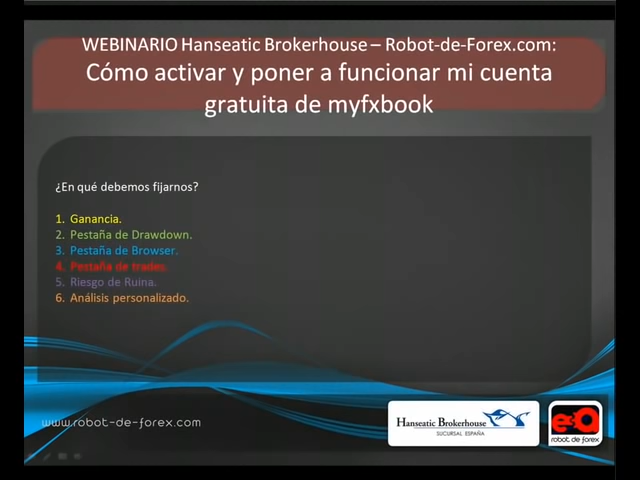 WEBINARIO Hanseatic Brokerhouse – Robot-de-Forex.com:
Cómo activar y poner a funcionar mi cuenta
gratuita de myfxbook
¿En qué debemos fijarnos?
1. Ganancia.
2. Pestaña de Drawdown.
3. Pestaña de Browser.
4. Pestaña de trades.
5. Riesgo de Ruina.
6. Análisis personalizado.
www.robot-de-forex.com
Hanseatic Brokerhouse
SUCURSAL ESPAÑA
robot de forex